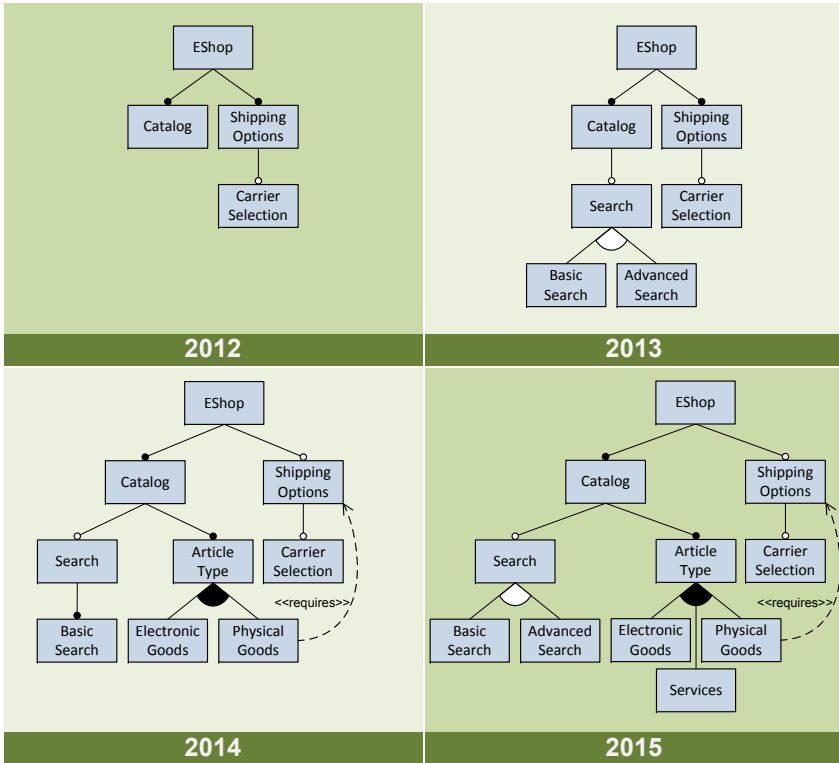 EShop
Catalog
Shipping
Options
Carrier
Selection
2012
EShop
Catalog
Shipping
Options
Search
Carrier
Selection
Basic
Search
Advanced
Search
2013
EShop
Catalog
Shipping
Options
Search
Article
Type
Carrier
Selection
<<requires>>
Basic
Search
Electronic
Goods
Physical
Goods
2014
EShop
Catalog
Shipping
Options
Search
Article
Type
Carrier
Selection
<<requires>>
Basic
Search
Advanced
Search
Electronic
Goods
Physical
Goods
Services
2015